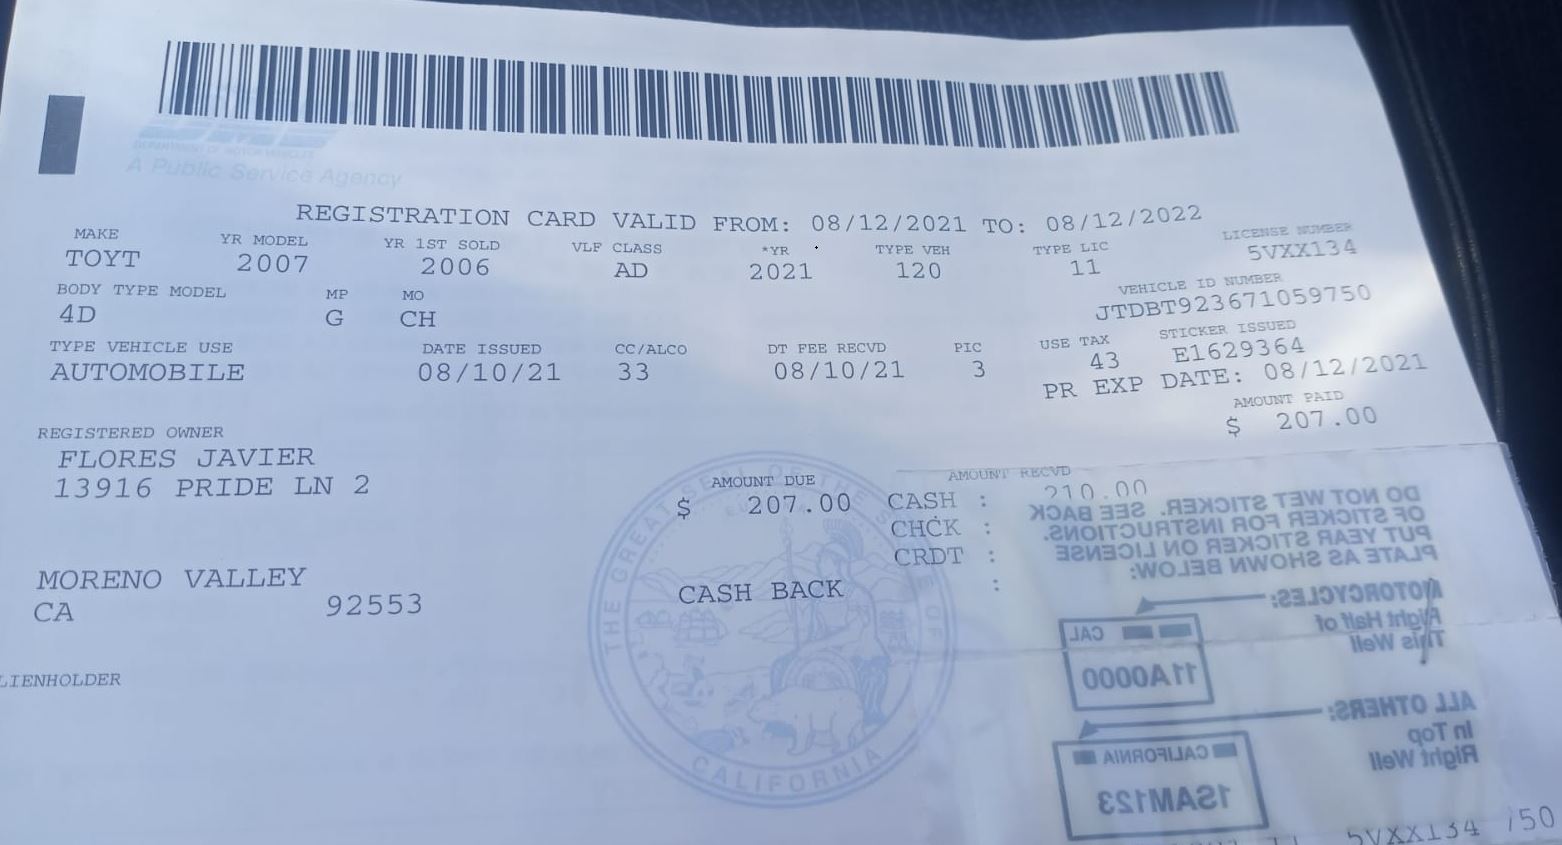 DEPARTMENT OF MOTOR VEHICLES
A Public Service Agency
REGISTRATION CARD VALID FROM: 08/12/2021 TO: 08/12/2022
MAKE YR MODEL YR 1ST SOLD VLF CLASS *YR TYPE VEH TYPE LIC LICENSE NUMBER
TOYT 2007 2006 AD 2021 120 11 5VXX134
BODY TYPE MODEL MP MO VEHICLE ID NUMBER
4D G CH JTDBT923671059750
TYPE VEHICLE USE DATE ISSUED CC/ALCO DT FEE RECVD PIC USE TAX STICKER ISSUED
AUTOMOBILE 08/10/21 33 08/10/21 3 43 E1629364
PR EXP DATE: 08/12/2021
AMOUNT PAID
$ 207.00
REGISTERED OWNER
FLORES JAVIER
13916 PRIDE LN 2
AMOUNT DUE AMOUNT RECVD
$ 207.00 CASH : 210.00
CHCK :
CRDT :
:
MORENO VALLEY
CASH BACK
CA 92553
LIENHOLDER
THE GREAT SEAL OF THE STATE OF CALIFORNIA
DO NOT WET STICKER. SEE BACK
OF STICKER FOR INSTRUCTIONS.
PUT YEAR STICKER ON LICENSE
PLATE AS SHOWN BELOW:
MOTORCYCLES:
Right Half of
This Well
CAL
11A0000
ALL OTHERS:
In Top
Right Well
CALIFORNIA
1SAM123
5VXX134 /50